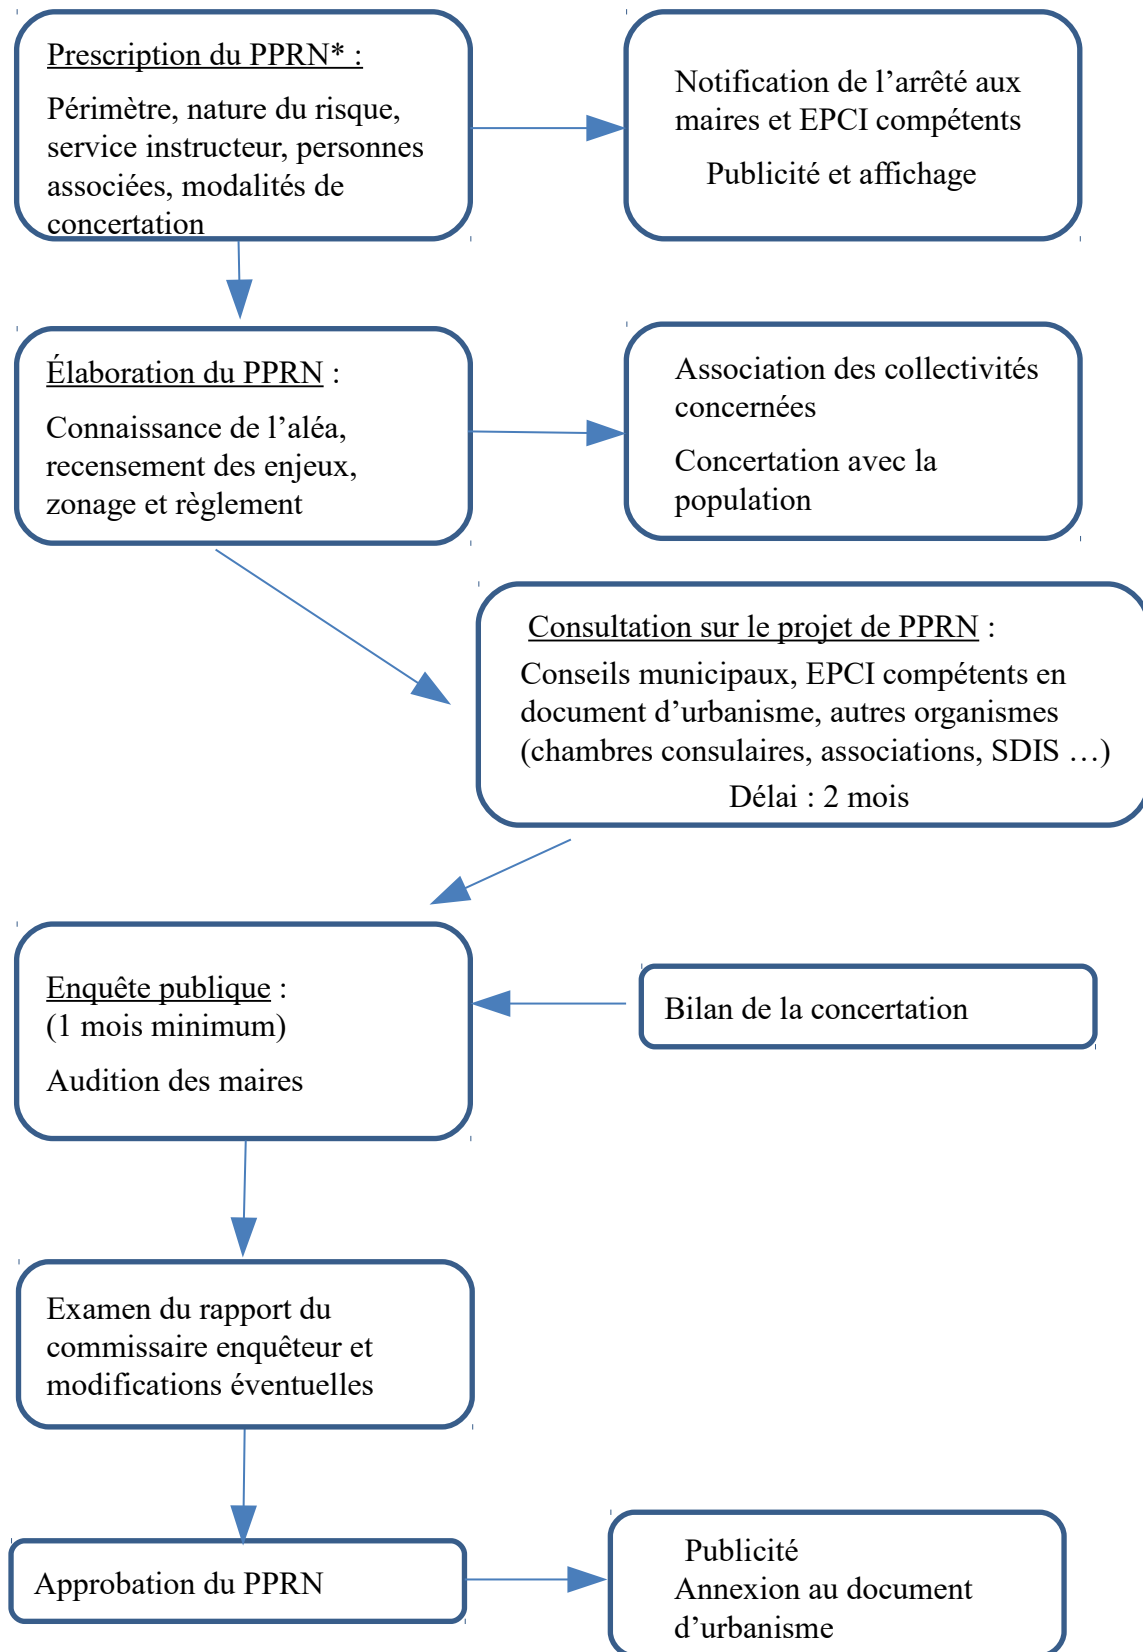 Prescription du PPRN* :
Périmètre, nature du risque,
service instructeur, personnes
associées, modalités de
concertation
Notification de l’arrêté aux
maires et EPCI compétents
Publicité et affichage
Élaboration du PPRN :
Connaissance de l’aléa,
recensement des enjeux,
zonage et règlement
Association des collectivités
concernées
Concertation avec la
population
Consultation sur le projet de PPRN :
Conseils municipaux, EPCI compétents en
document d’urbanisme, autres organismes
(chambres consulaires, associations, SDIS …)
Délai : 2 mois
Enquête publique :
(1 mois minimum)
Audition des maires
Bilan de la concertation
Examen du rapport du
commissaire enquêteur et
modifications éventuelles
Approbation du PPRN
Publicité
Annexion au document
d’urbanisme